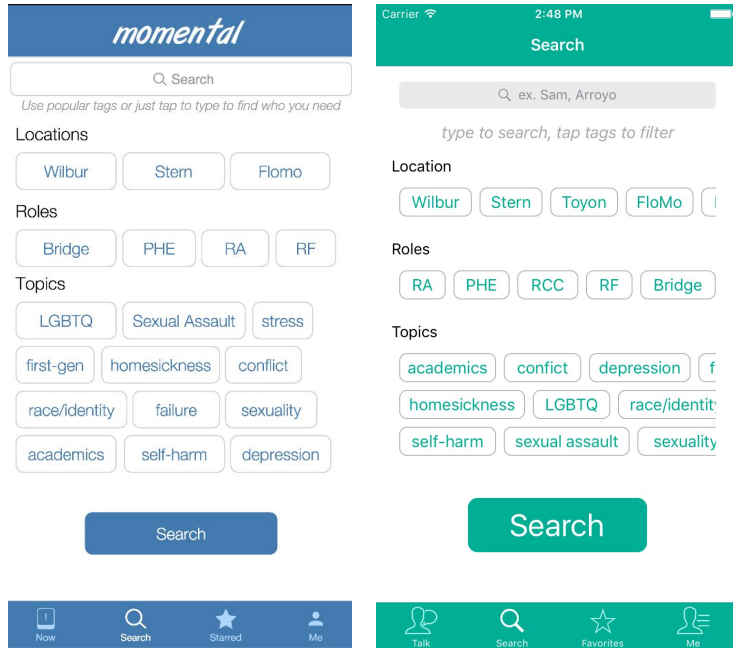 momental
Search
Use popular tags or just tap to type to find who you need
Locations
Wilbur Stern Flomo
Roles
Bridge PHE RA RF
Topics
LGBTQ Sexual Assault stress
first-gen homesickness conflict
race/identity failure sexuality
academics self-harm depression
Search
Now Search Starred Me
Carrier 2:48 PM
Search
ex. Sam, Arroyo
type to search, tap tags to filter
Location
Wilbur Stern Toyon FloMo
Roles
RA PHE RCC RF Bridge
Topics
academics confict depression f
homesickness LGBTQ race/identit
self-harm sexual assault sexuality
Search
Talk Search Favorites Me